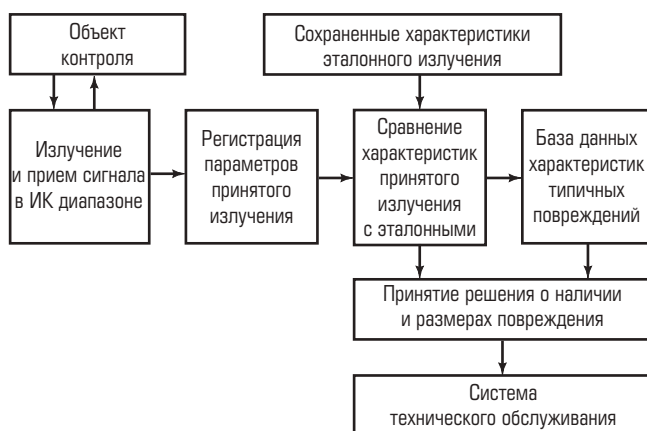 Объект
контроля
Сохраненные характеристики
эталонного излучения
Излучение
и прием сигнала
в ИК диапазоне
Регистрация
параметров
принятого
излучения
Сравнение
характеристик
принятого
излучения
с эталонными
База данных
характеристик
типичных
повреждений
Принятие решения о наличии
и размерах повреждения
Система
технического обслуживания